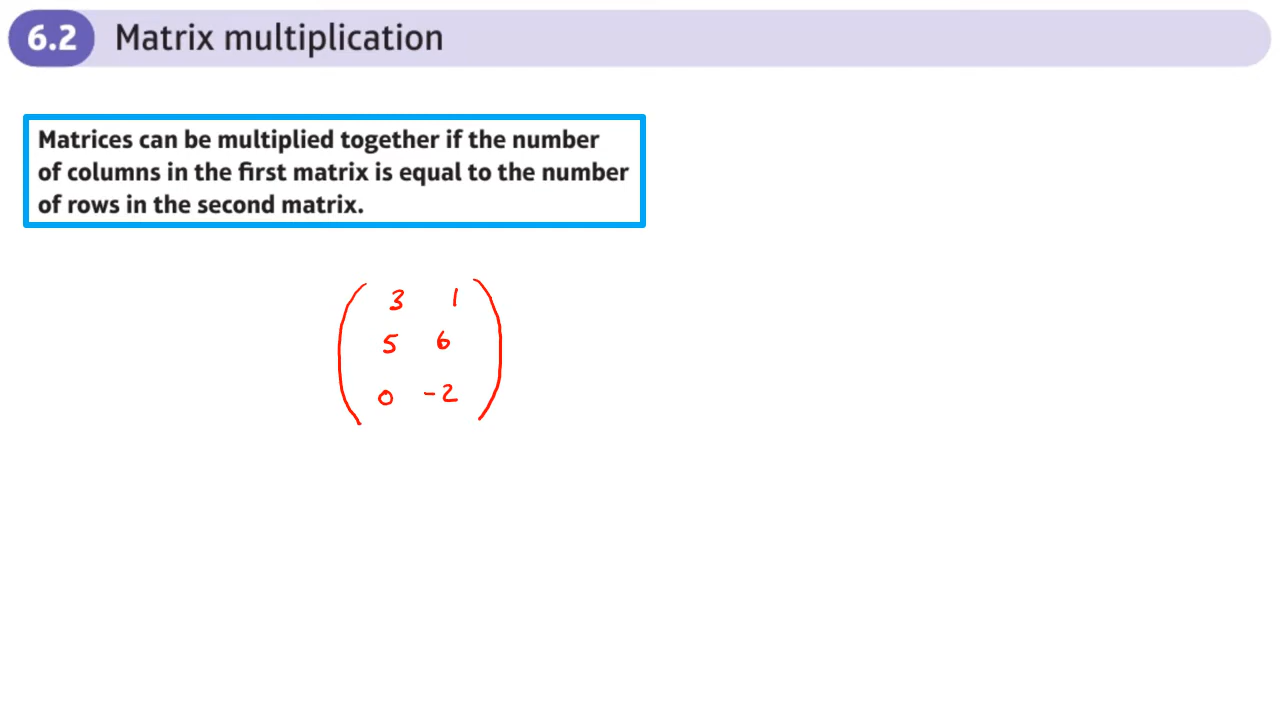 6.2 Matrix multiplication
Matrices can be multiplied together if the number
of columns in the first matrix is equal to the number
of rows in the second matrix.
3 1
5 6
0 -2